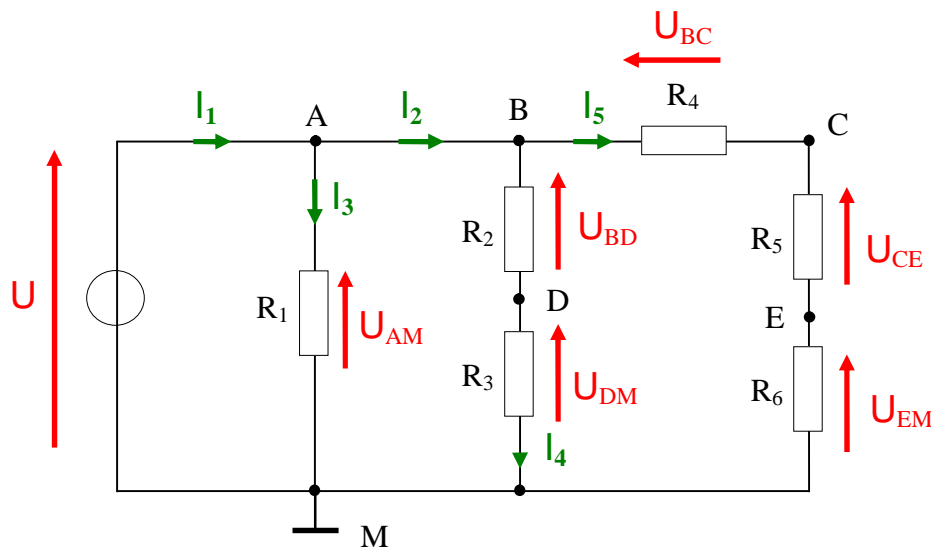 U_BC
R₄
I₁ A I₂ B I₅ C
I₃
R₂ U_BD R₅ U_CE
U R₁ U_AM D E
R₃ U_DM R₆ U_EM
I₄
M